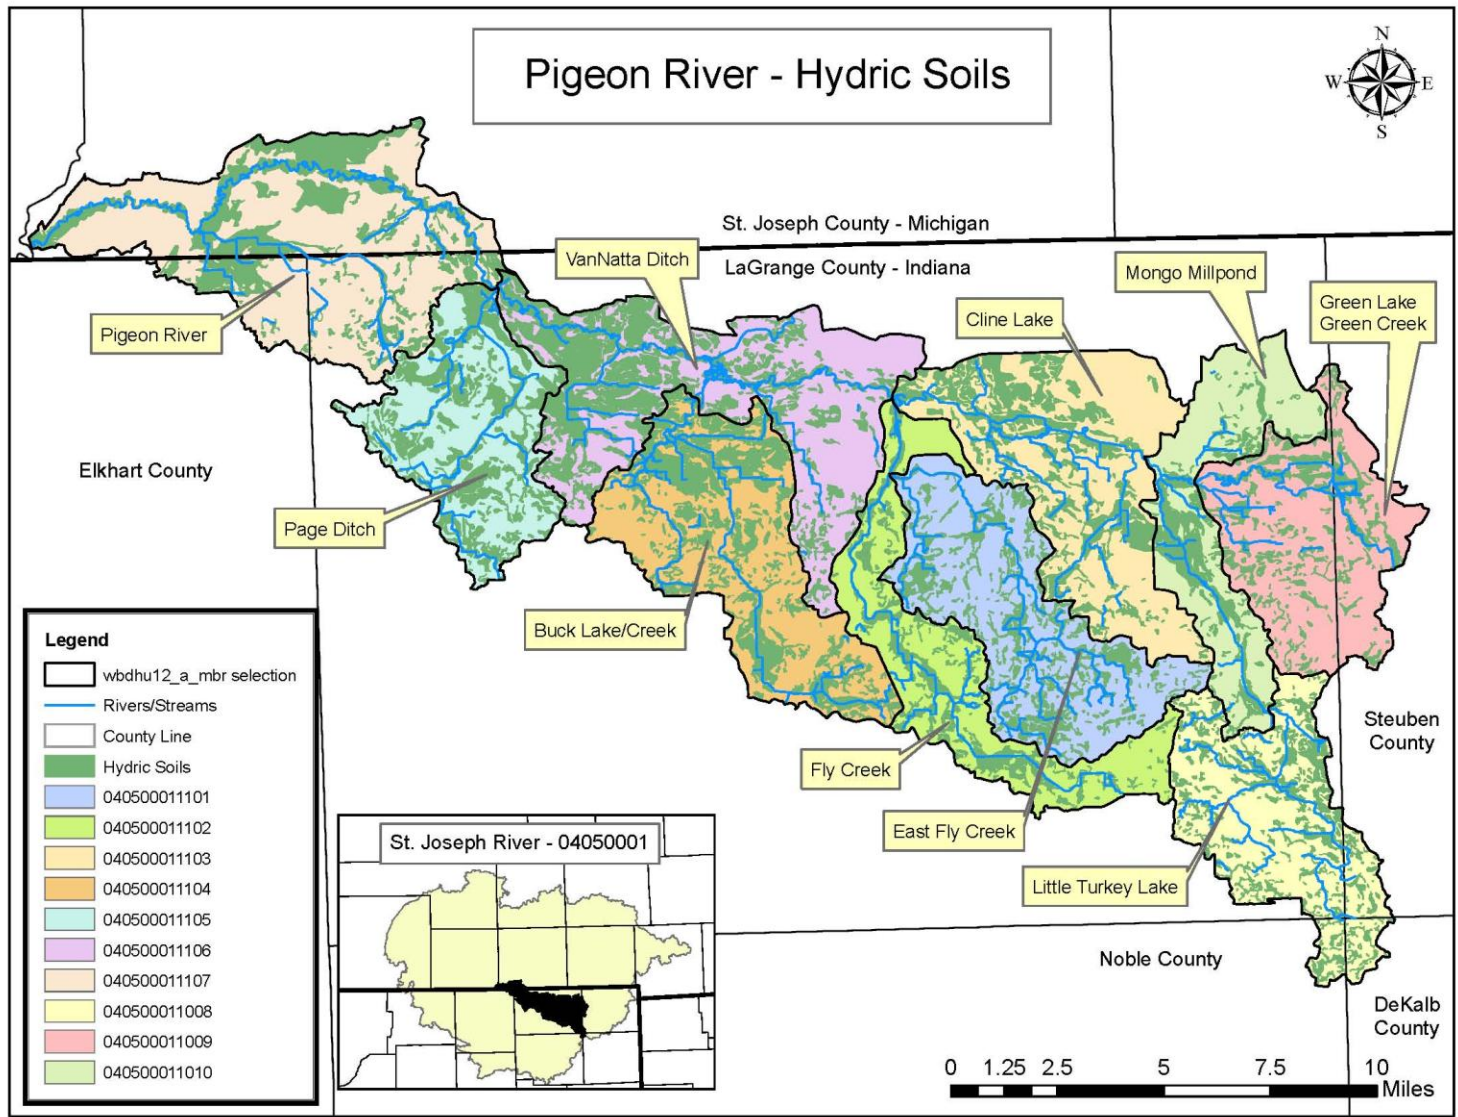 Pigeon River - Hydric Soils
N
W
E
S
St. Joseph County - Michigan
LaGrange County - Indiana
VanNatta Ditch
Mongo Millpond
Green Lake
Green Creek
Cline Lake
Pigeon River
Elkhart County
Page Ditch
Buck Lake/Creek
Steuben
County
Fly Creek
East Fly Creek
Little Turkey Lake
Noble County
DeKalb
County
Legend
wbdhu12_a_mbr selection
Rivers/Streams
County Line
Hydric Soils
040500011101
040500011102
040500011103
040500011104
040500011105
040500011106
040500011107
040500011008
040500011009
040500011010
St. Joseph River - 04050001
0 1.25 2.5 5 7.5 10
Miles